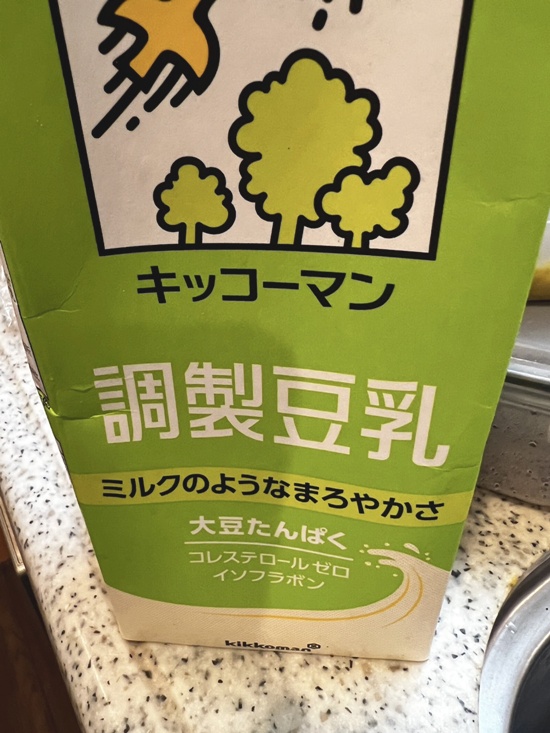 キッコーマン
調製豆乳
ミルクのようなまろやかさ
大豆たんぱく
コレステロール ゼロ
イソフラボン
kikkoman®